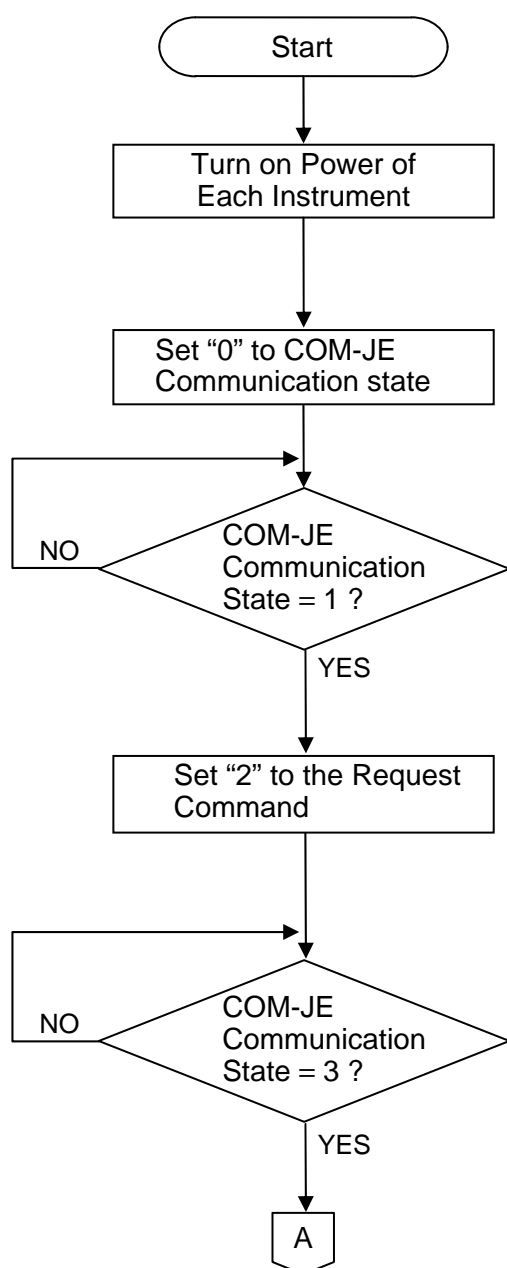 Start
Turn on Power of
Each Instrument
Set “0” to COM-JE
Communication state
COM-JE
Communication
State = 1 ?
NO
YES
Set “2” to the Request
Command
COM-JE
Communication
State = 3 ?
NO
YES
A